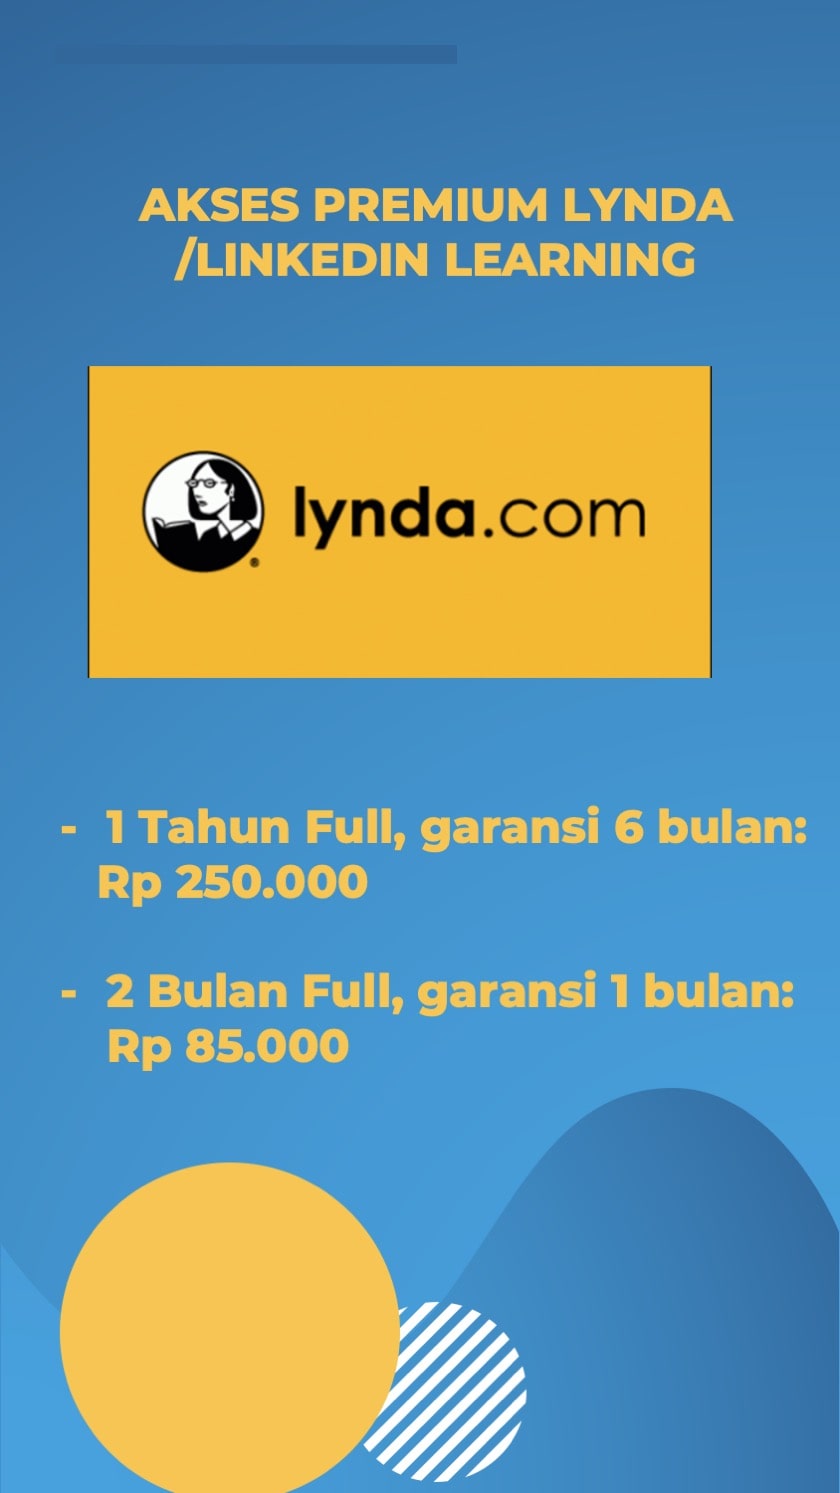 AKSES PREMIUM LYNDA
/LINKEDIN LEARNING
lynda.com
®
- 1 Tahun Full, garansi 6 bulan:
Rp 250.000
- 2 Bulan Full, garansi 1 bulan:
Rp 85.000